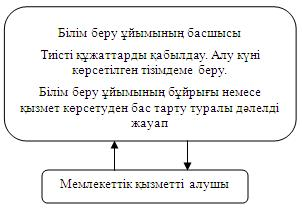 Білім беру ұйымының басшысы
Тиісті құжаттарды қабылдау. Алу күні
көрсетілген тізімдеме беру.
Білім беру ұйымының бұйрығы немесе
қызмет көрсетуден бас тарту туралы дәлелді
жауап
Мемлекеттік қызметті алушы